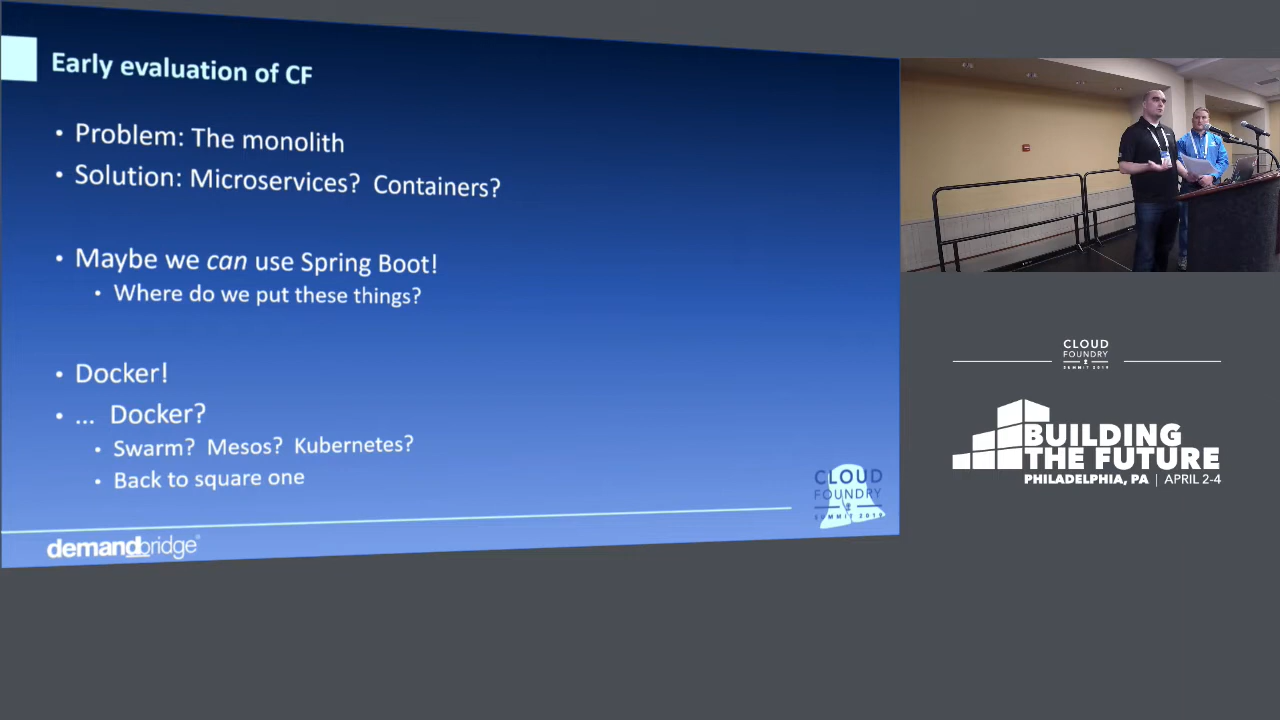 Early evaluation of CF
• Problem: The monolith
• Solution: Microservices? Containers?
• Maybe we can use Spring Boot!
• Where do we put these things?
• Docker!
• ... Docker?
• Swarm? Mesos? Kubernetes?
• Back to square one
CLOUD
FOUNDRY
SUMMIT 2019
demandbridge®
CLOUD
FOUNDRY
SUMMIT 2019
BUILDING
THE FUTURE
PHILADELPHIA, PA | APRIL 2-4